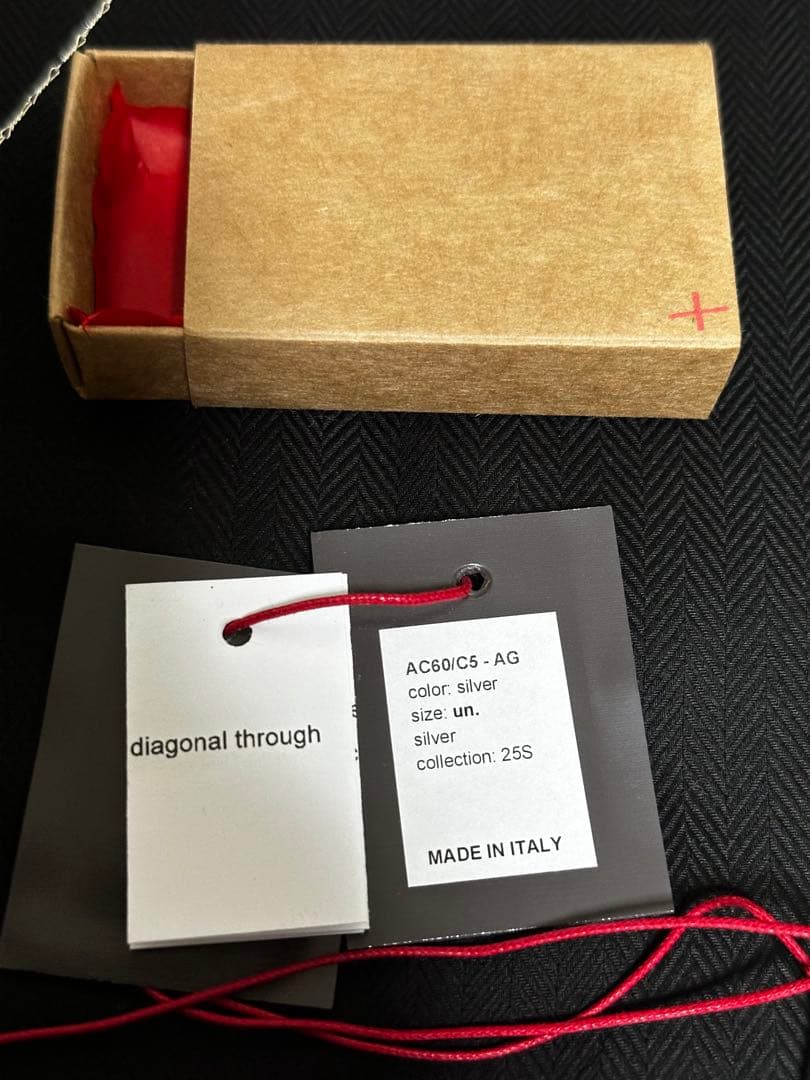 diagonal through
AC60/C5 - AG
color: silver
size: un.
silver
collection: 25S
MADE IN ITALY